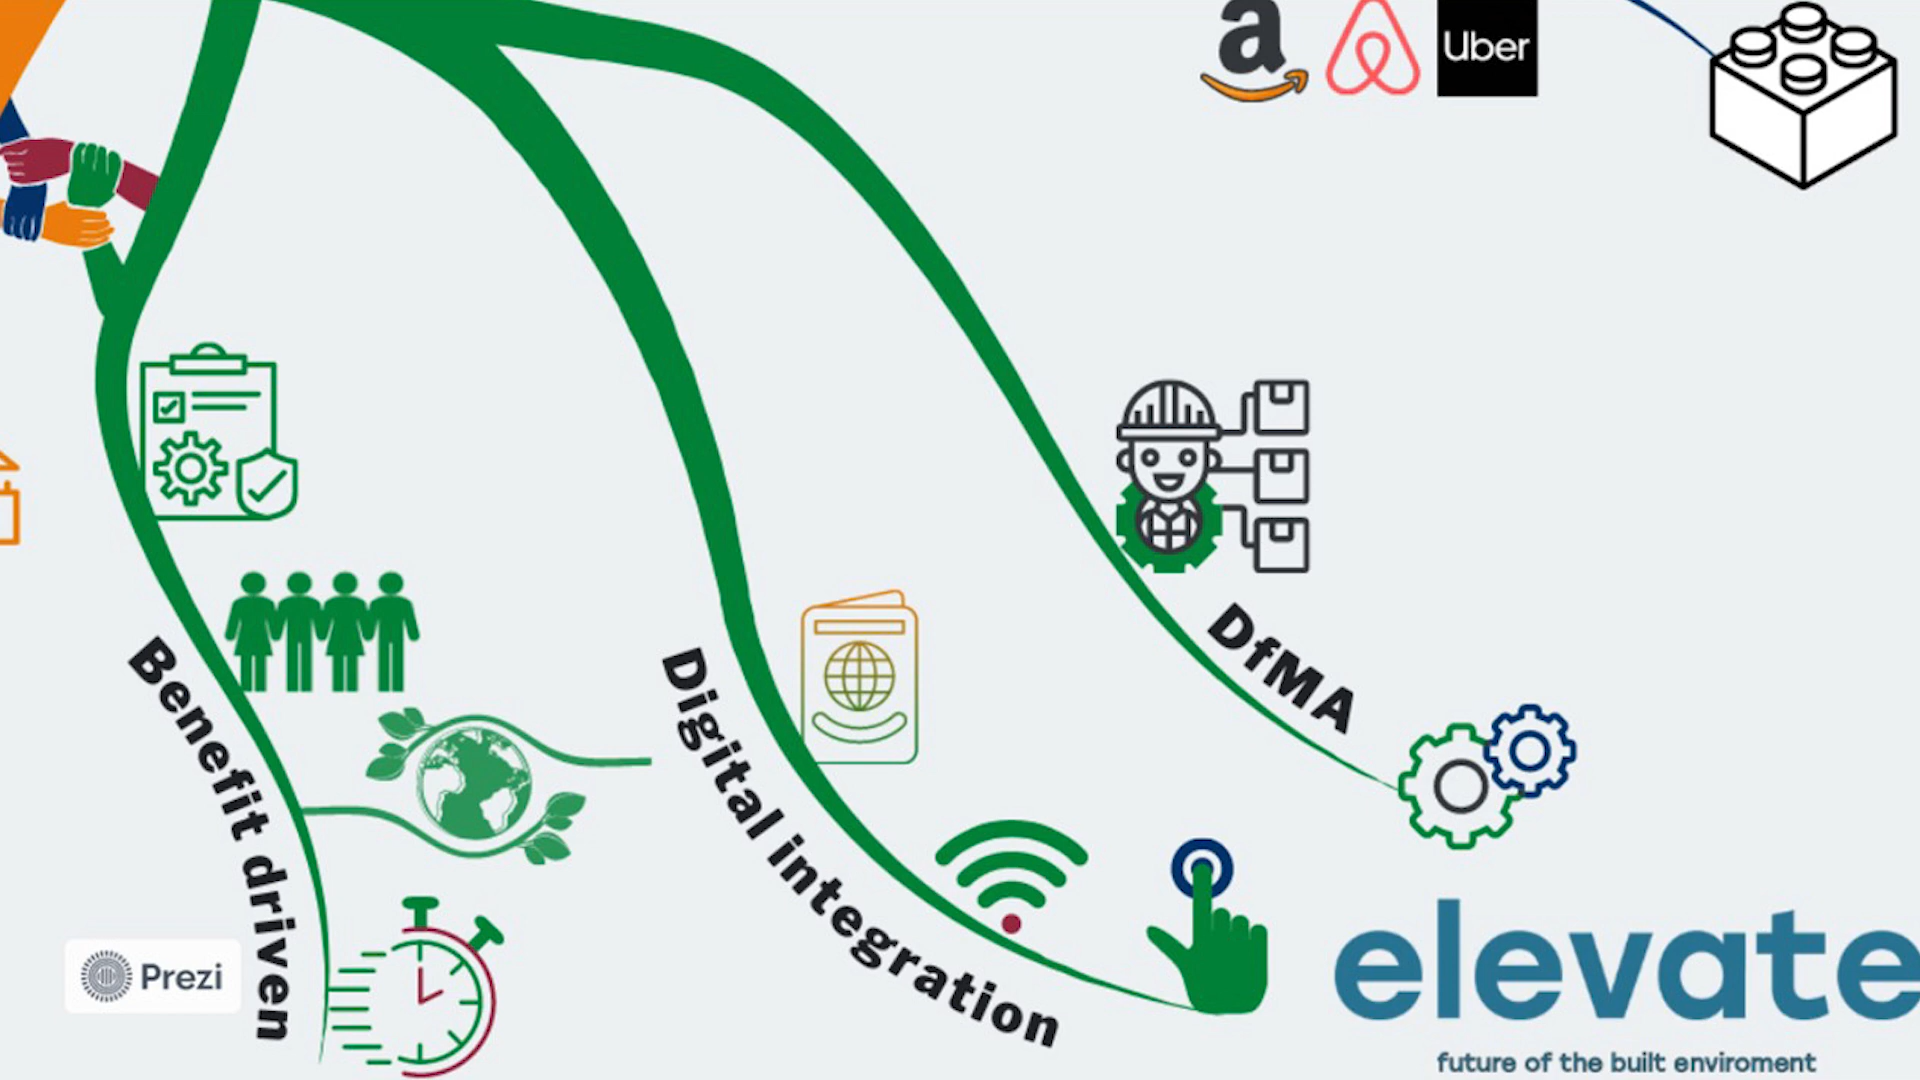 a
Uber
DfMA
Benefit driven
Digital integration
Prezi
elevate
future of the built enviroment